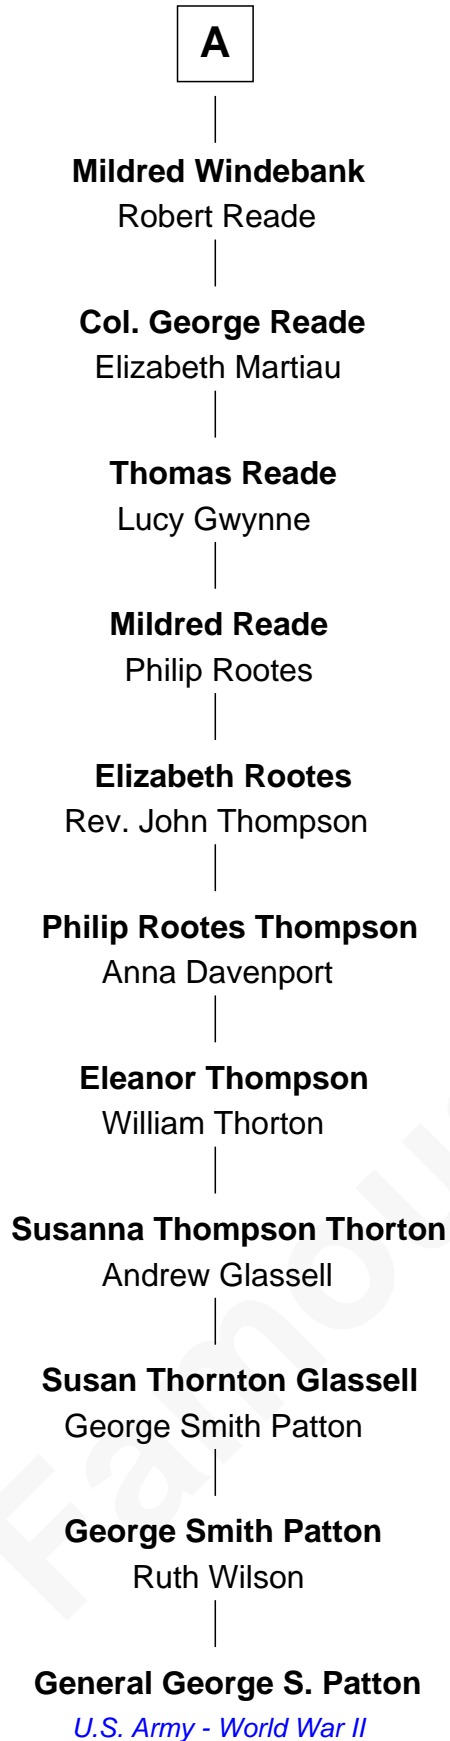 A
Mildred Windebank
Robert Reade
Col. George Reade
Elizabeth Martiau
Thomas Reade
Lucy Gwynne
Mildred Reade
Philip Rootes
Elizabeth Rootes
Rev. John Thompson
Philip Rootes Thompson
Anna Davenport
Eleanor Thompson
William Thorton
Susanna Thompson Thorton
Andrew Glassell
Susan Thornton Glassell
George Smith Patton
George Smith Patton
Ruth Wilson
General George S. Patton
U.S. Army - World War II
Famou